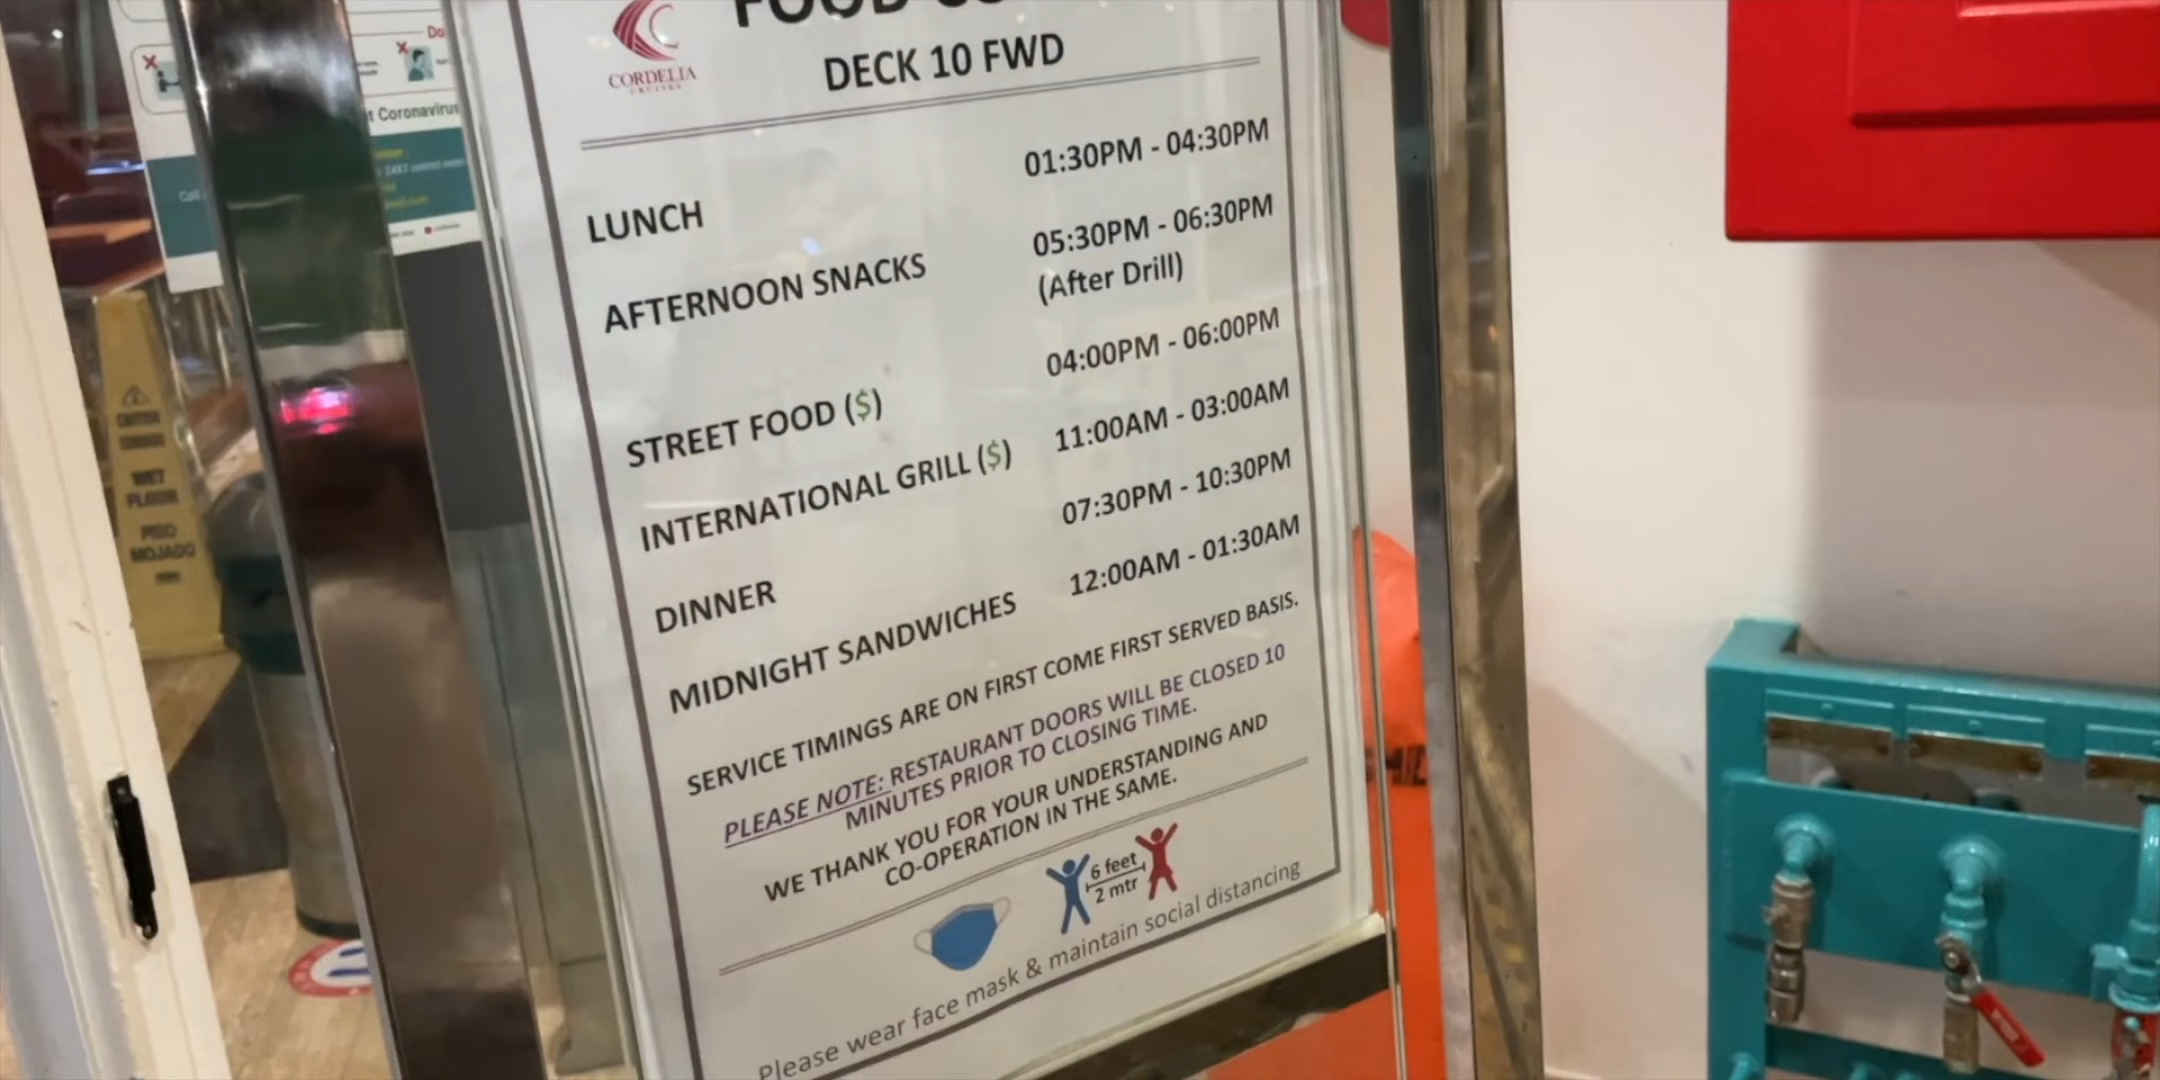 FOOD
DECK 10 FWD
CORDELIA
CRUISES
LUNCH 01:30PM - 04:30PM
AFTERNOON SNACKS 05:30PM - 06:30PM
(After Drill)
STREET FOOD ($) 04:00PM - 06:00PM
INTERNATIONAL GRILL ($) 11:00AM - 03:00AM
DINNER 07:30PM - 10:30PM
MIDNIGHT SANDWICHES 12:00AM - 01:30AM
SERVICE TIMINGS ARE ON FIRST COME FIRST SERVED BASIS.
PLEASE NOTE: RESTAURANT DOORS WILL BE CLOSED 10
MINUTES PRIOR TO CLOSING TIME.
WE THANK YOU FOR YOUR UNDERSTANDING AND
CO-OPERATION IN THE SAME.
6 feet
2 mtr
Please wear face mask & maintain social distancing
Do
Coronavirus
Call
24X7
CAUTION
WET
FLOOR
PISO
MOJADO